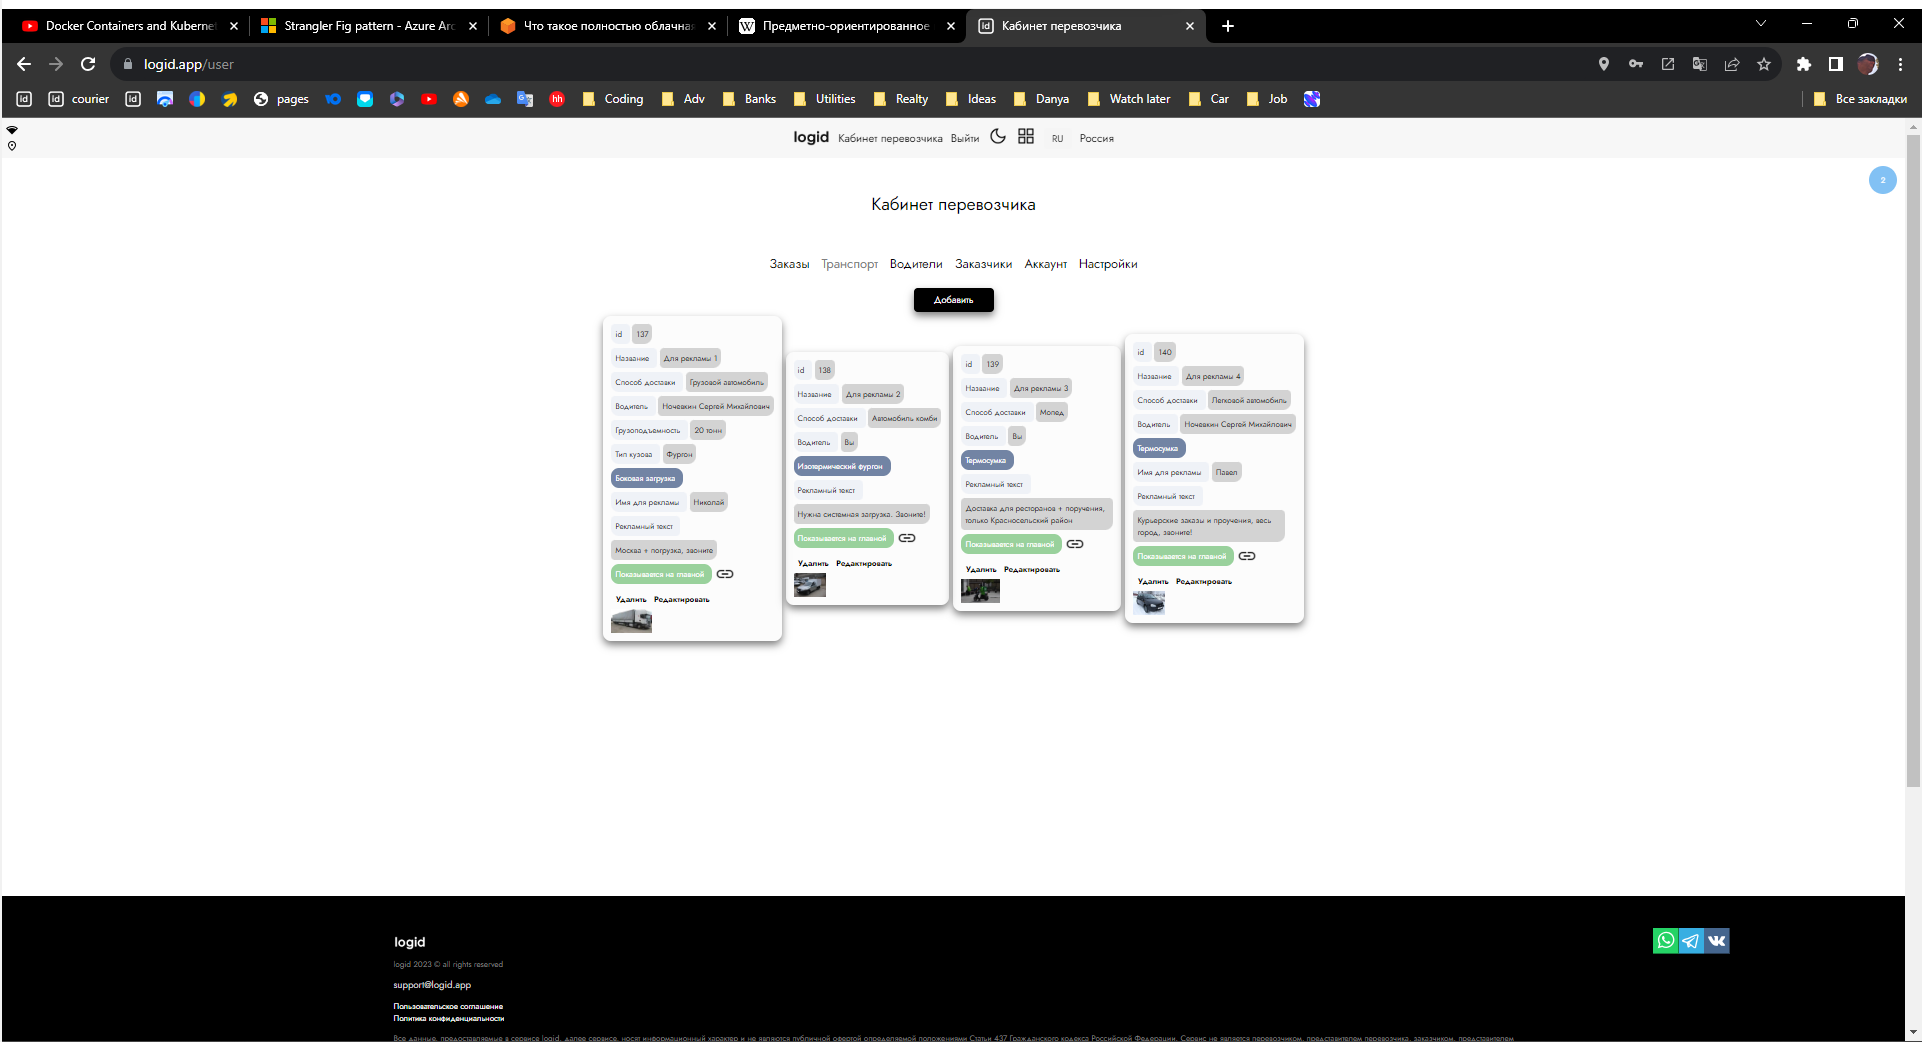 Docker Containers and Kubernet
Strangler Fig pattern - Azure Arc
Что такое полностью облачная
Предметно-ориентированное
Кабинет перевозчика
logid.app/user
courier pages Coding Adv Banks Utilities Realty Ideas Danya Watch later Car Job Все закладки
logid Кабинет перевозчика Выйти RU Россия
2
Кабинет перевозчика
Заказы Транспорт Водители Заказчики Аккаунт Настройки
Добавить
id 137
Название Для рекламы 1
Способ доставки Грузовой автомобиль
Водитель Ночевкин Сергей Михайлович
Грузоподъемность 20 тонн
Тип кузова Фургон
Боковая загрузка
Имя для рекламы Николай
Рекламный текст
Москва + погрузка, звоните
Показывается на главной
Удалить Редактировать
id 138
Название Для рекламы 2
Способ доставки Автомобиль комби
Водитель Вы
Изотермический фургон
Рекламный текст
Нужна системная загрузка. Звоните!
Показывается на главной
Удалить Редактировать
id 139
Название Для рекламы 3
Способ доставки Мопед
Водитель Вы
Термосумка
Рекламный текст
Доставка для ресторанов + поручения,
только Красносельский район
Показывается на главной
Удалить Редактировать
id 140
Название Для рекламы 4
Способ доставки Легковой автомобиль
Водитель Ночевкин Сергей Михайлович
Термосумка
Имя для рекламы Павел
Рекламный текст
Курьерские заказы и проучения, весь
город, звоните!
Показывается на главной
Удалить Редактировать
logid
logid 2023 © all rights reserved
support@logid.app
Пользовательское соглашение
Политика конфиденциальности
Все данные, предоставляемые в сервисе logid, далее сервисе, носят информационный характер и не являются публичной офертой определяемой положениями Статьи 437 Гражданского кодекса Российской Федерации. Сервис не является перевозчиком, представителем перевозчика, заказчиком, представителем